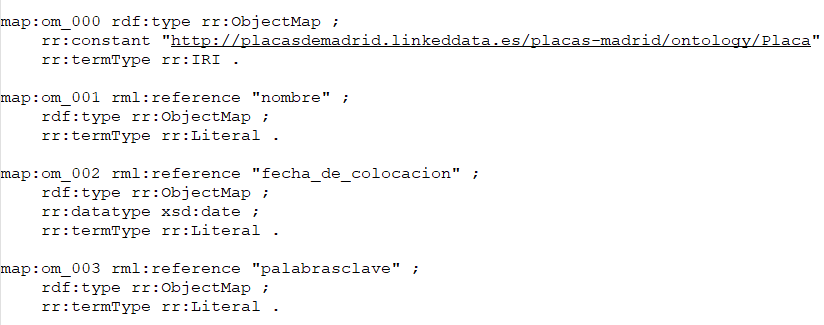 map:om_000 rdf:type rr:ObjectMap ;
rr:constant "http://placasdemadrid.linkeddata.es/placas-madrid/ontology/Placa"
rr:termType rr:IRI .
map:om_001 rml:reference "nombre" ;
rdf:type rr:ObjectMap ;
rr:termType rr:Literal .
map:om_002 rml:reference "fecha_de_colocacion" ;
rdf:type rr:ObjectMap ;
rr:datatype xsd:date ;
rr:termType rr:Literal .
map:om_003 rml:reference "palabrasclave" ;
rdf:type rr:ObjectMap ;
rr:termType rr:Literal .